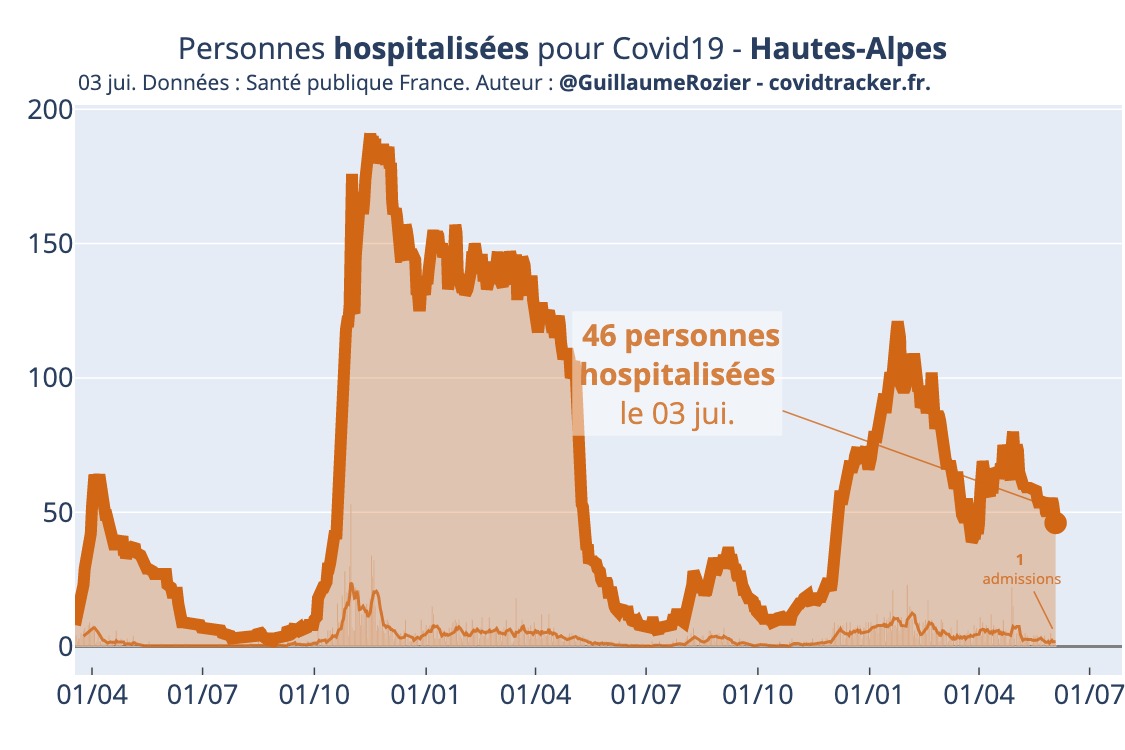 Personnes hospitalisées pour Covid19 - Hautes-Alpes
03 jui. Données : Santé publique France. Auteur : @GuillaumeRozier - covidtracker.fr.
200
150
100
50
0
46 personnes
hospitalisées
le 03 jui.
1
admissions
01/04 01/07 01/10 01/01 01/04 01/07 01/10 01/01 01/04 01/07